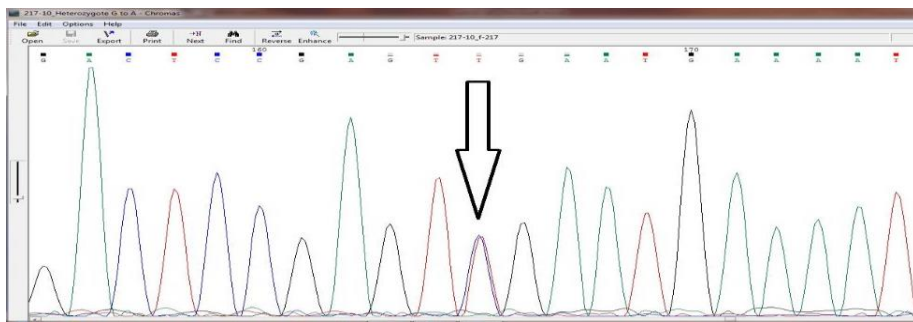 217-10_Heterozygote G to A - Chromas
File Edit Options Help
Open Save Export Print Next Find Reverse Enhance Sample: 217-10_f-217
160 170
G A C T C C G A G T T G A A T G A A A A T